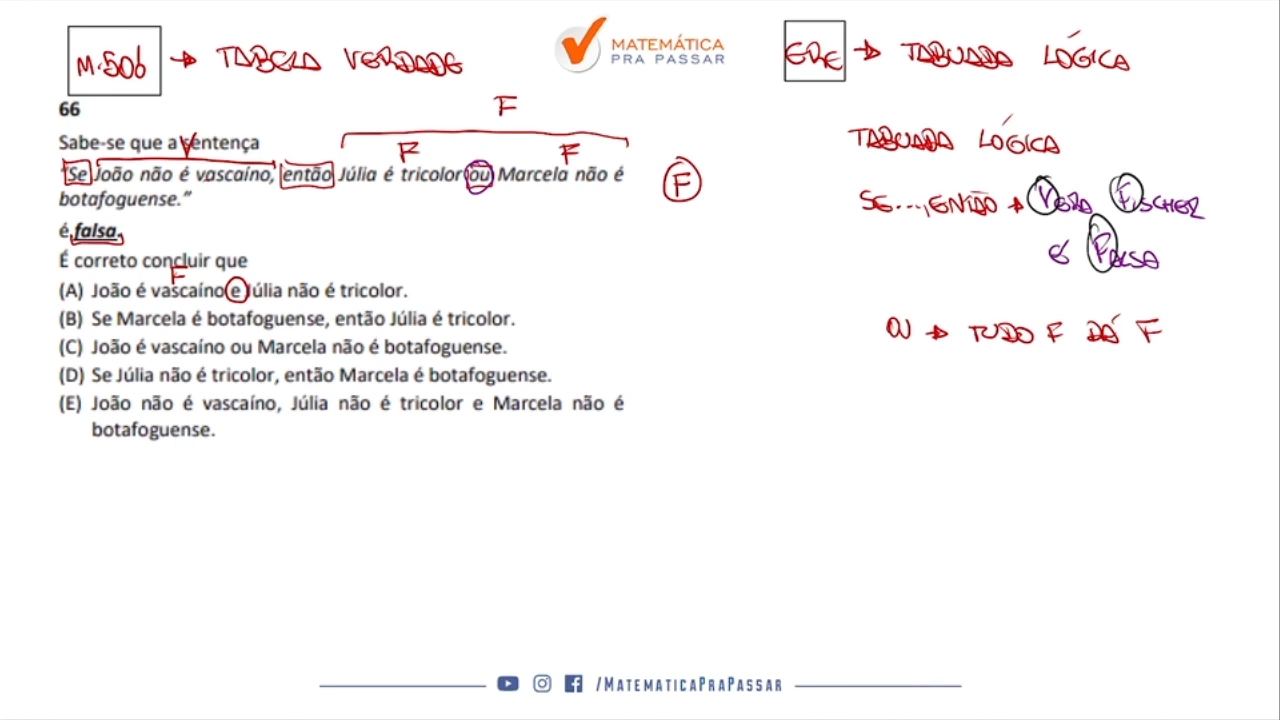 M.SOb → TABELA VERDADE
MATEMÁTICA
PRA PASSAR
ERE → TABUADA LÓGICA
66
F
Sabe-se que a sentença
V
F F
“Se João não é vascaíno, então Júlia é tricolor ou Marcela não é
botafoguense.”
F
é falsa.
É correto concluir que
F
(A) João é vascaíno e Júlia não é tricolor.
(B) Se Marcela é botafoguense, então Júlia é tricolor.
(C) João é vascaíno ou Marcela não é botafoguense.
(D) Se Júlia não é tricolor, então Marcela é botafoguense.
(E) João não é vascaíno, Júlia não é tricolor e Marcela não é
botafoguense.
TABUADA LÓGICA
SE..., ENTÃO → VERA FISCHER
É FALSA
OU → TUDO F DÁ F
/MATEMATICAPRAPASSAR